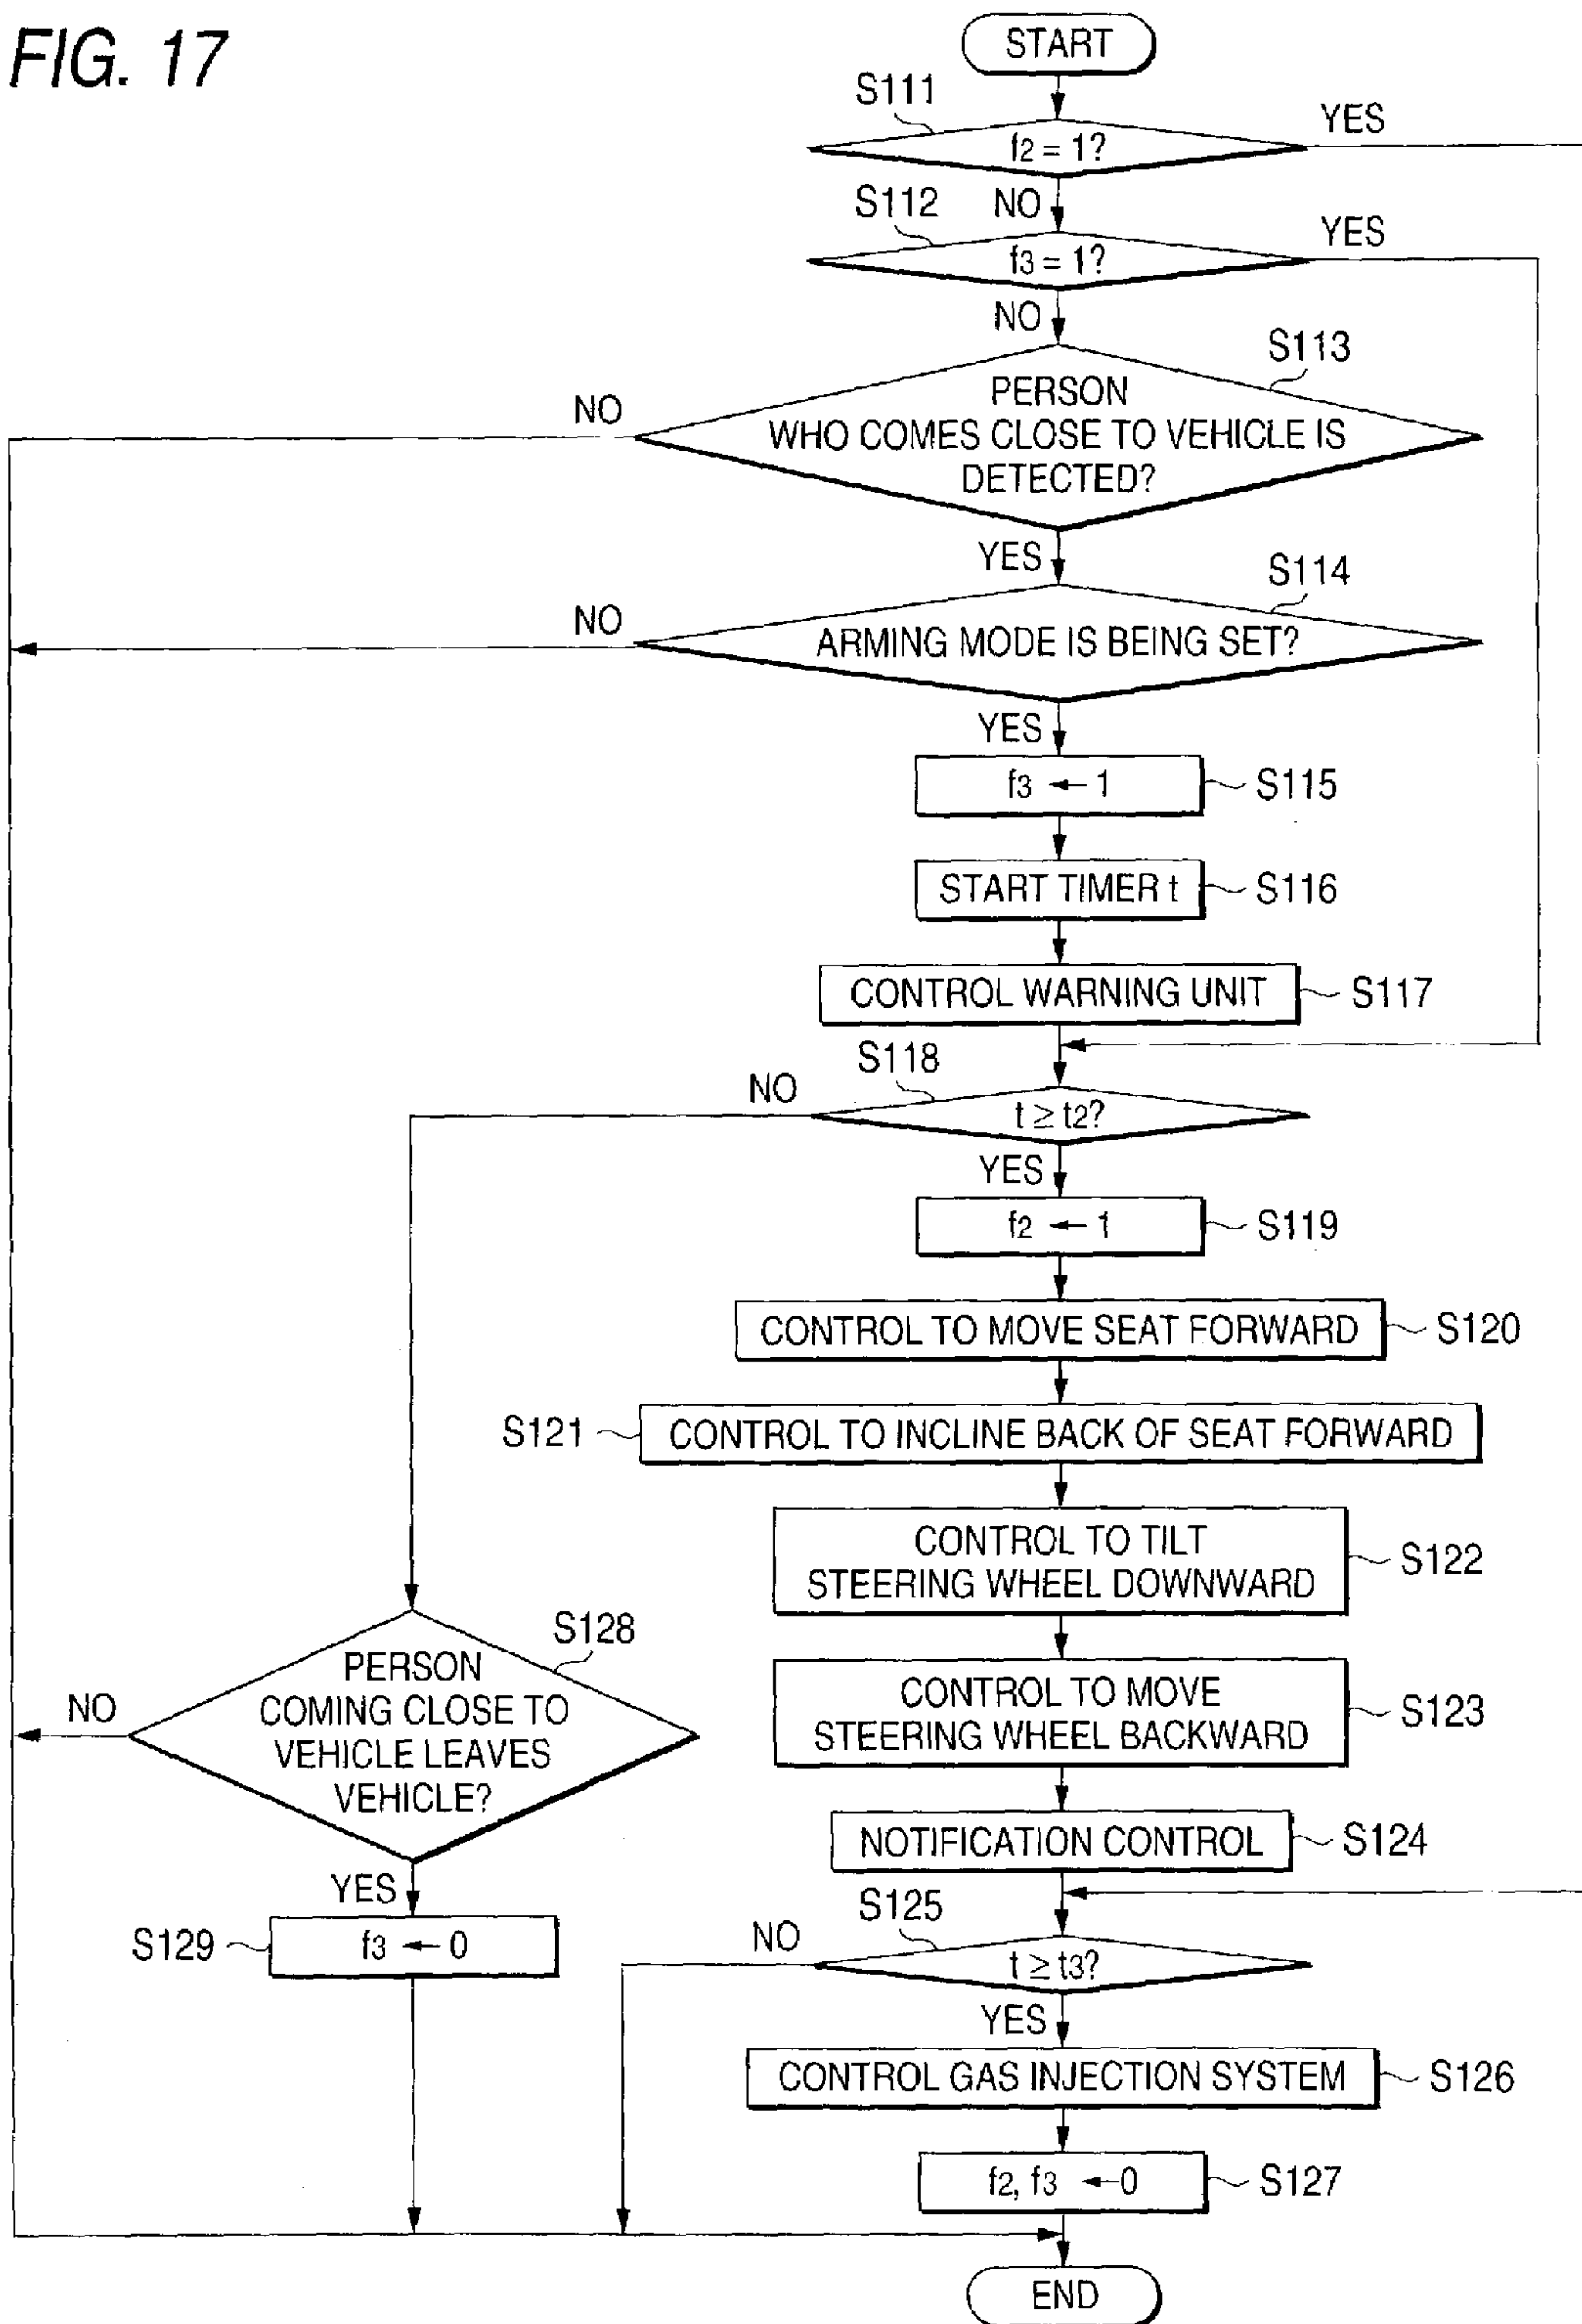 FIG. 17
START
S111
f2 = 1?
YES
NO
S112
f3 = 1?
YES
NO
S113
PERSON
WHO COMES CLOSE TO VEHICLE IS
DETECTED?
NO
YES
S114
ARMING MODE IS BEING SET?
NO
YES
f3 ← 1
S115
START TIMER t
S116
CONTROL WARNING UNIT
S117
S118
t ≥ t2?
NO
YES
f2 ← 1
S119
CONTROL TO MOVE SEAT FORWARD
S120
S121
CONTROL TO INCLINE BACK OF SEAT FORWARD
CONTROL TO TILT
STEERING WHEEL DOWNWARD
S122
S128
PERSON
COMING CLOSE TO
VEHICLE LEAVES
VEHICLE?
NO
YES
CONTROL TO MOVE
STEERING WHEEL BACKWARD
S123
NOTIFICATION CONTROL
S124
S129
f3 ← 0
S125
t ≥ t3?
NO
YES
CONTROL GAS INJECTION SYSTEM
S126
f2, f3 ← 0
S127
END